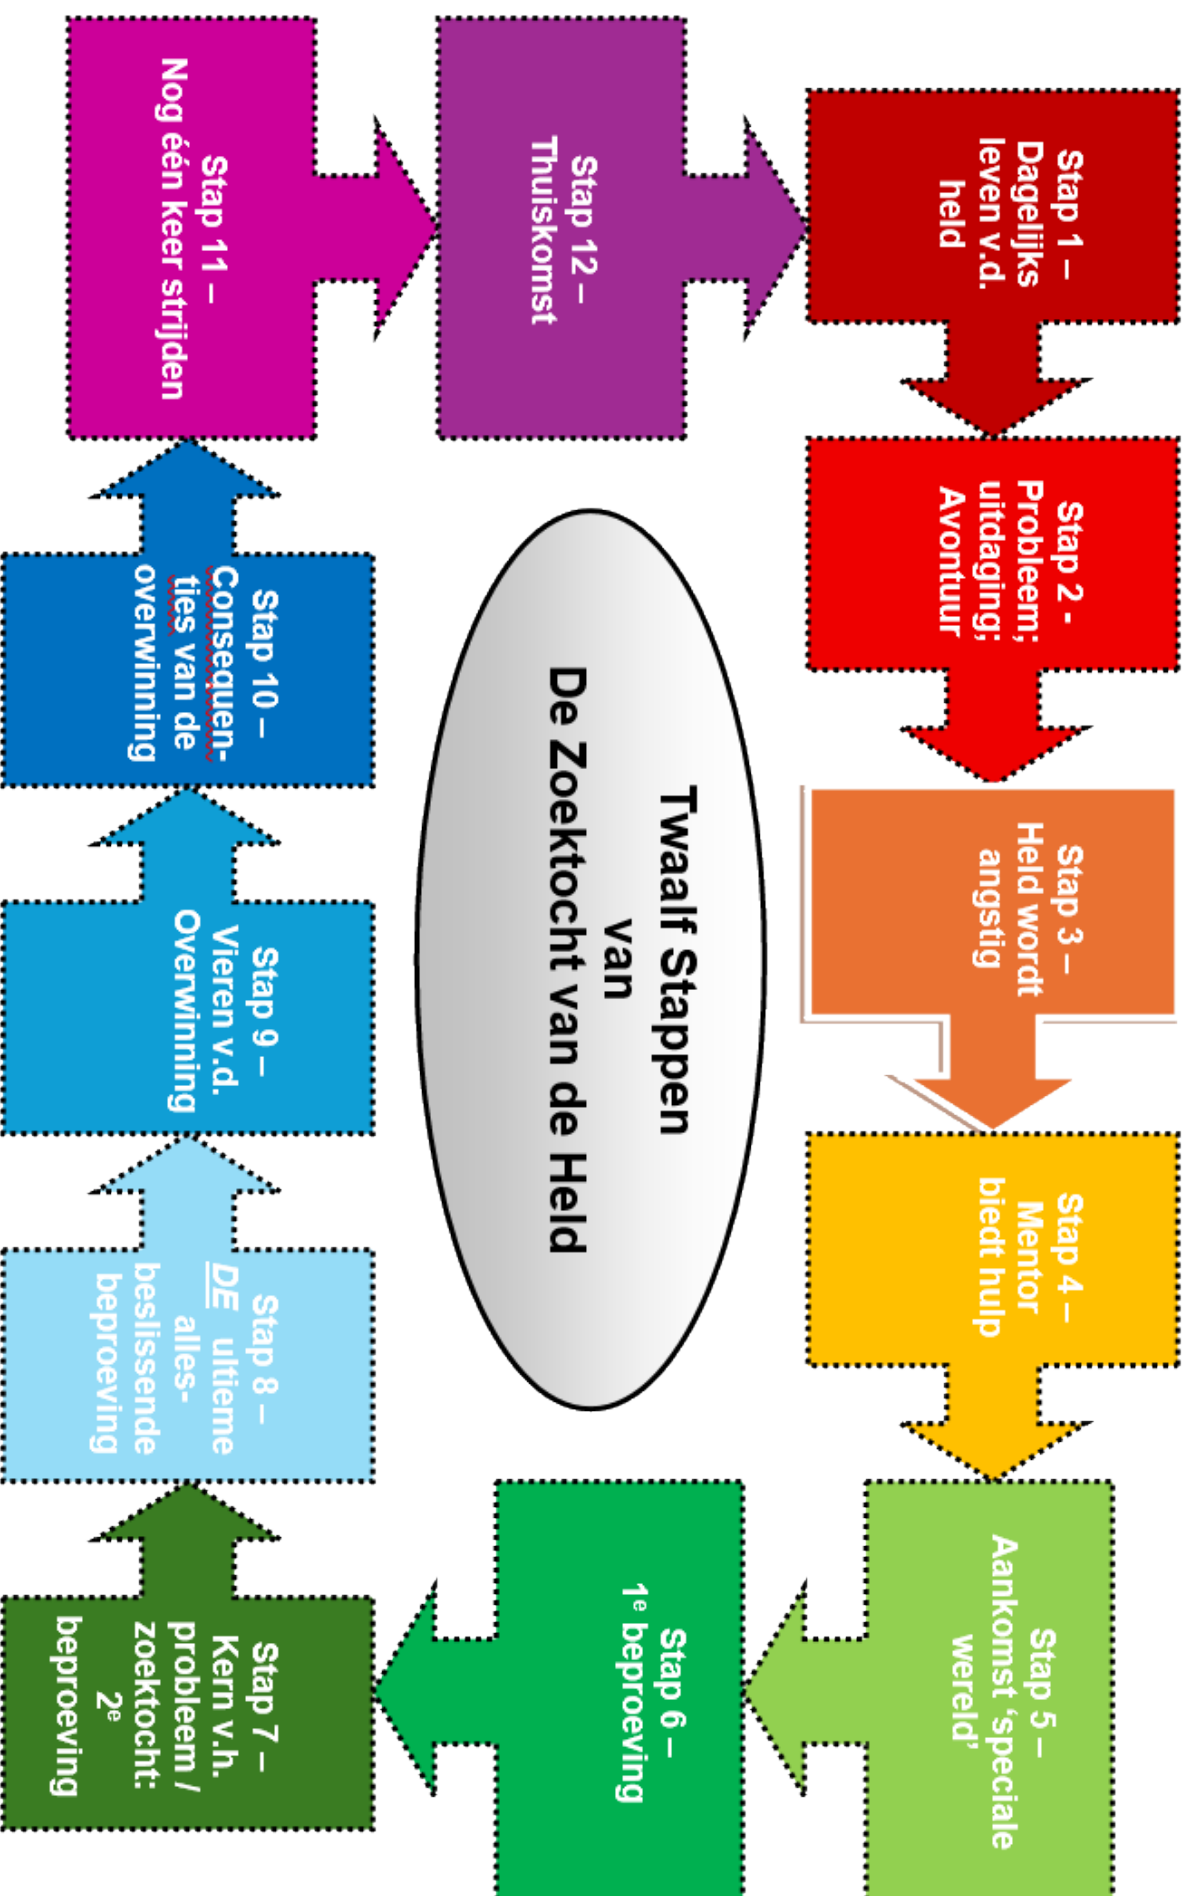 Stap 1 –
Dagelijks
leven v.d.
held
Stap 2 -
Probleem;
uitdaging;
Avontuur
Stap 3 –
Held wordt
angstig
Stap 4 –
Mentor
biedt hulp
Stap 5 –
Aankomst ‘speciale
wereld’
Stap 6 –
1e beproeving
Stap 7 –
Kern v.h.
probleem /
zoektocht:
2e
beproeving
Stap 8 –
DE ultieme
alles-
beslissende
beproeving
Stap 9 –
Vieren v.d.
Overwinning
Stap 10 –
Consequen-
ties van de
overwinning
Stap 11 –
Nog één keer strijden
Stap 12 –
Thuiskomst
Twaalf Stappen
van
De Zoektocht van de Held